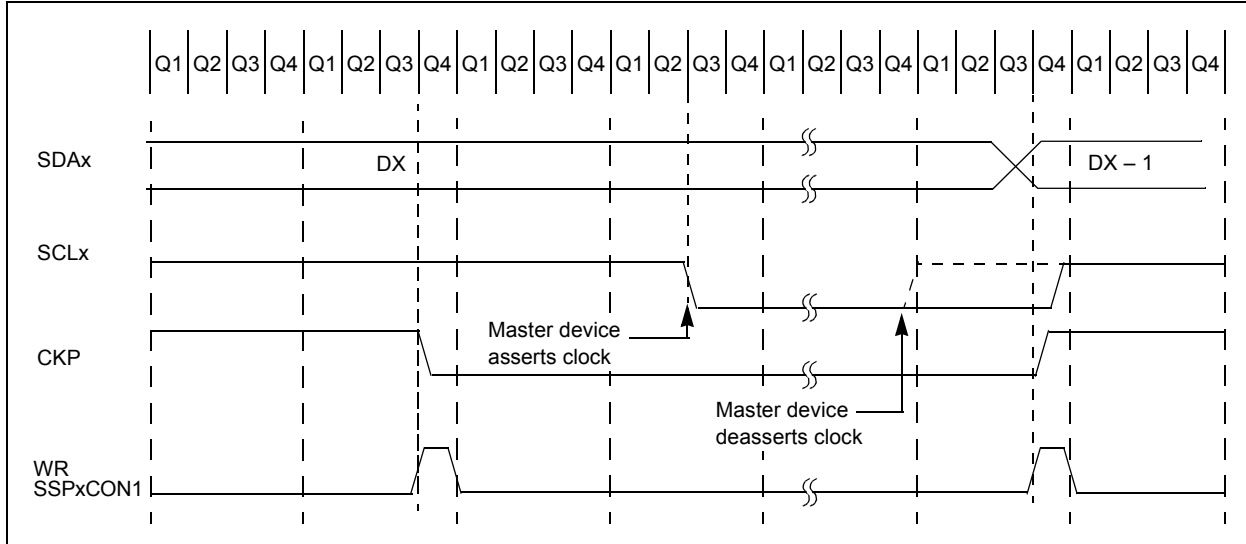 Q1 Q2 Q3 Q4 Q1 Q2 Q3 Q4 Q1 Q2 Q3 Q4 Q1 Q2 Q3 Q4 Q1 Q2 Q3 Q4 Q1 Q2 Q3 Q4 Q1 Q2 Q3 Q4
SDAx
DX
DX – 1
SCLx
Master device
asserts clock
CKP
Master device
deasserts clock
WR
SSPxCON1